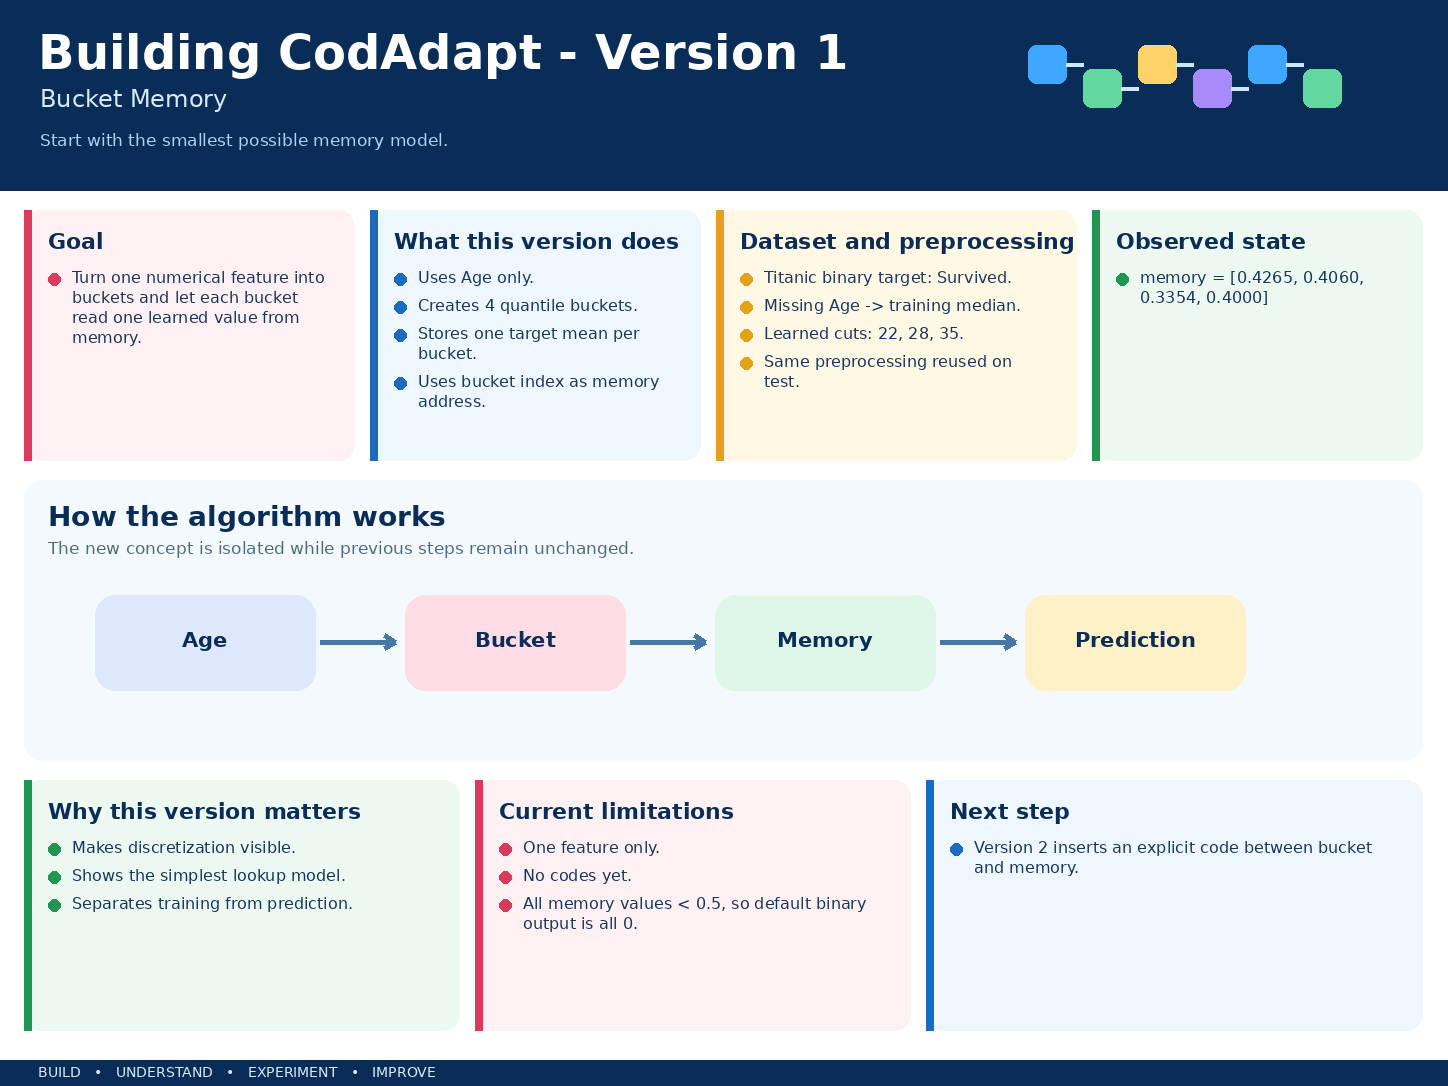 Building CodAdapt - Version 1
Bucket Memory
Start with the smallest possible memory model.
Goal
Turn one numerical feature into
buckets and let each bucket
read one learned value from
memory.
What this version does
Uses Age only.
Creates 4 quantile buckets.
Stores one target mean per
bucket.
Uses bucket index as memory
address.
Dataset and preprocessing
Titanic binary target: Survived.
Missing Age -> training median.
Learned cuts: 22, 28, 35.
Same preprocessing reused on
test.
Observed state
memory = [0.4265, 0.4060,
0.3354, 0.4000]
How the algorithm works
The new concept is isolated while previous steps remain unchanged.
Age
Bucket
Memory
Prediction
Why this version matters
Makes discretization visible.
Shows the simplest lookup model.
Separates training from prediction.
Current limitations
One feature only.
No codes yet.
All memory values < 0.5, so default binary
output is all 0.
Next step
Version 2 inserts an explicit code between bucket
and memory.
BUILD • UNDERSTAND • EXPERIMENT • IMPROVE